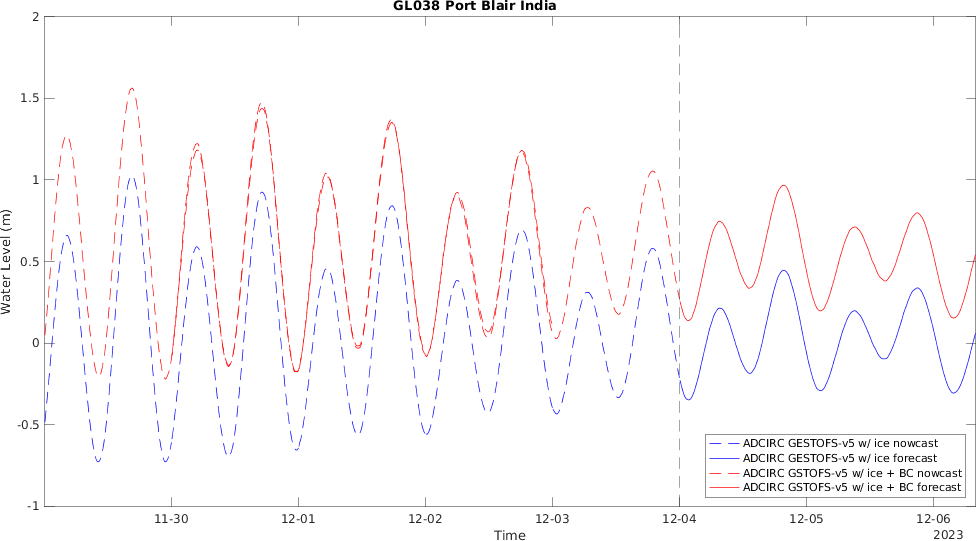 GL038 Port Blair India
2
1.5
1
0.5
0
-0.5
-1
Water Level (m)
11-30
12-01
12-02
12-03
12-04
12-05
12-06
Time
2023
ADCIRC GESTOFS-v5 w/ ice nowcast
ADCIRC GESTOFS-v5 w/ ice forecast
ADCIRC GSTOFS-v5 w/ ice + BC nowcast
ADCIRC GSTOFS-v5 w/ ice + BC forecast